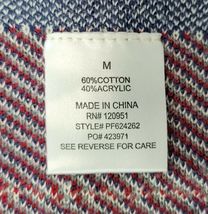 M
60%COTTON
40%ACRYLIC
MADE IN CHINA
RN# 120951
STYLE# PF624262
PO# 423971
SEE REVERSE FOR CARE